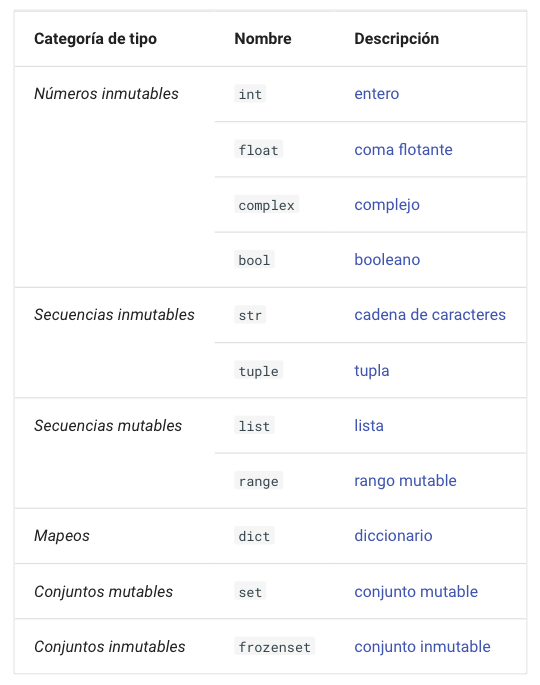 Categoría de tipo Nombre Descripción
Números inmutables int entero
float coma flotante
complex complejo
bool booleano
Secuencias inmutables str cadena de caracteres
tuple tupla
Secuencias mutables list lista
range rango mutable
Mapeos dict diccionario
Conjuntos mutables set conjunto mutable
Conjuntos inmutables frozenset conjunto inmutable